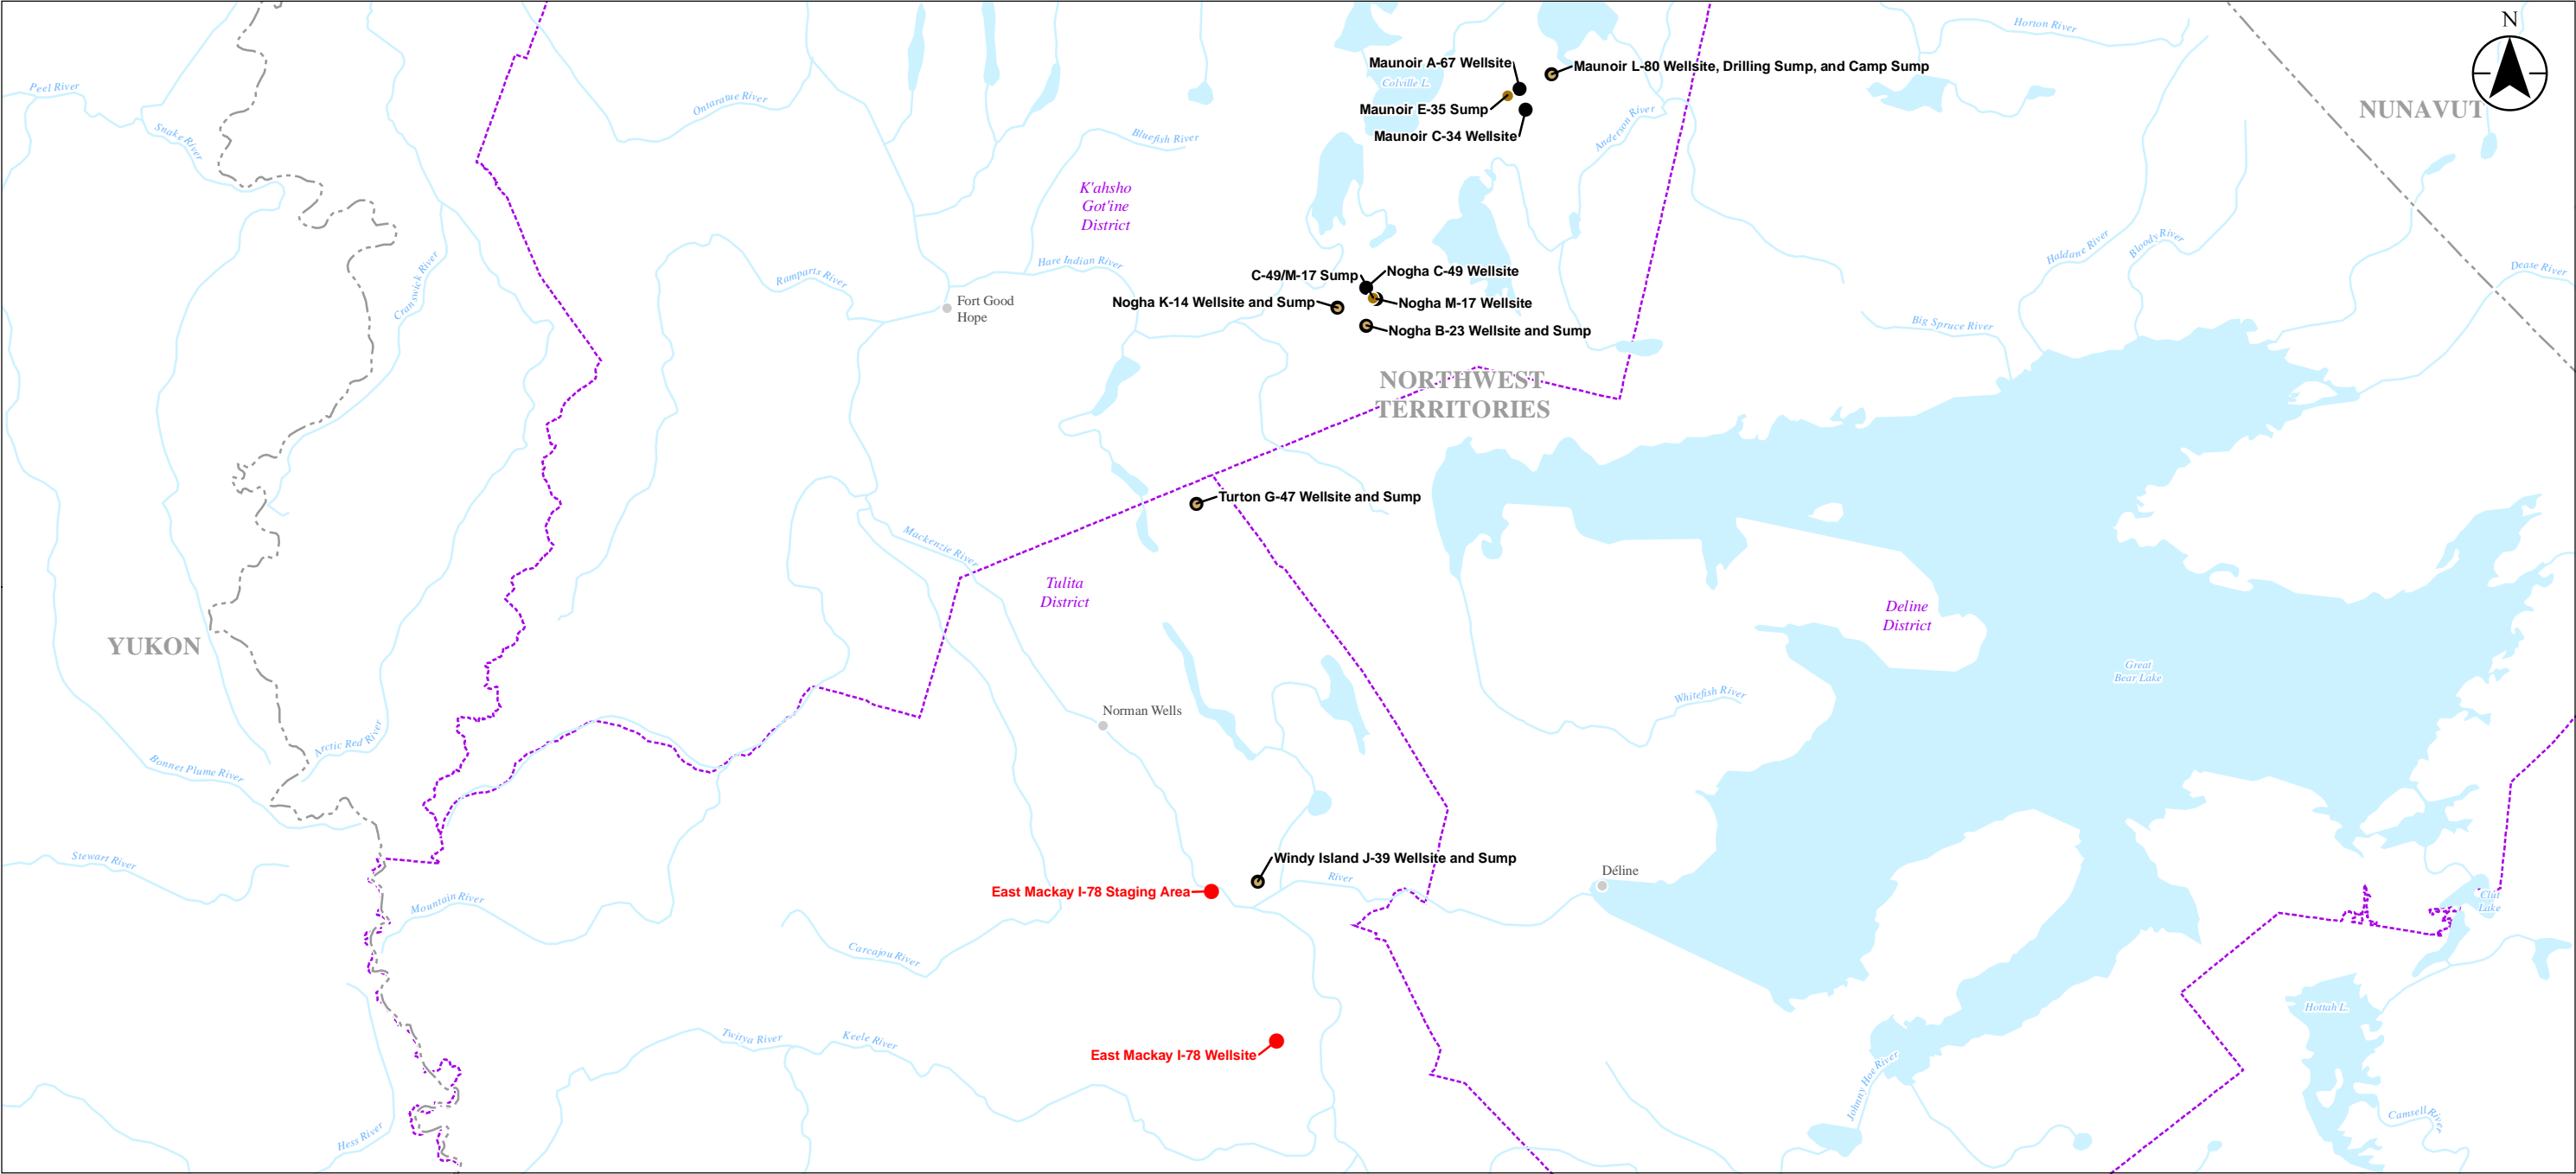 N
Horton River
Maunoir A-67 Wellsite
Maunoir L-80 Wellsite, Drilling Sump, and Camp Sump
Colville L.
Peel River
Ontaratue River
Maunoir E-35 Sump
NUNAVUT
Anderson River
Snake River
Bluefish River
Maunoir C-34 Wellsite
K'ahsho
Got'ine
District
Haldane River
Bloody River
Cranswick River
Ramparts River
Hare Indian River
C-49/M-17 Sump
Nogha C-49 Wellsite
Dease River
Fort Good
Hope
Nogha K-14 Wellsite and Sump
Nogha M-17 Wellsite
Big Spruce River
Nogha B-23 Wellsite and Sump
NORTHWEST
TERRITORIES
Turton G-47 Wellsite and Sump
Mackenzie River
Tulita
District
Deline
District
YUKON
Great
Bear Lake
Whitefish River
Norman Wells
Arctic Red River
Bonnet Plume River
Stewart River
Windy Island J-39 Wellsite and Sump
Déline
River
East Mackay I-78 Staging Area
Clut
Lake
Mountain River
Carcajou River
Hottah L.
Twitya River
Keele River
East Mackay I-78 Wellsite
Johnny Hoe River
Camsell River
Hess River